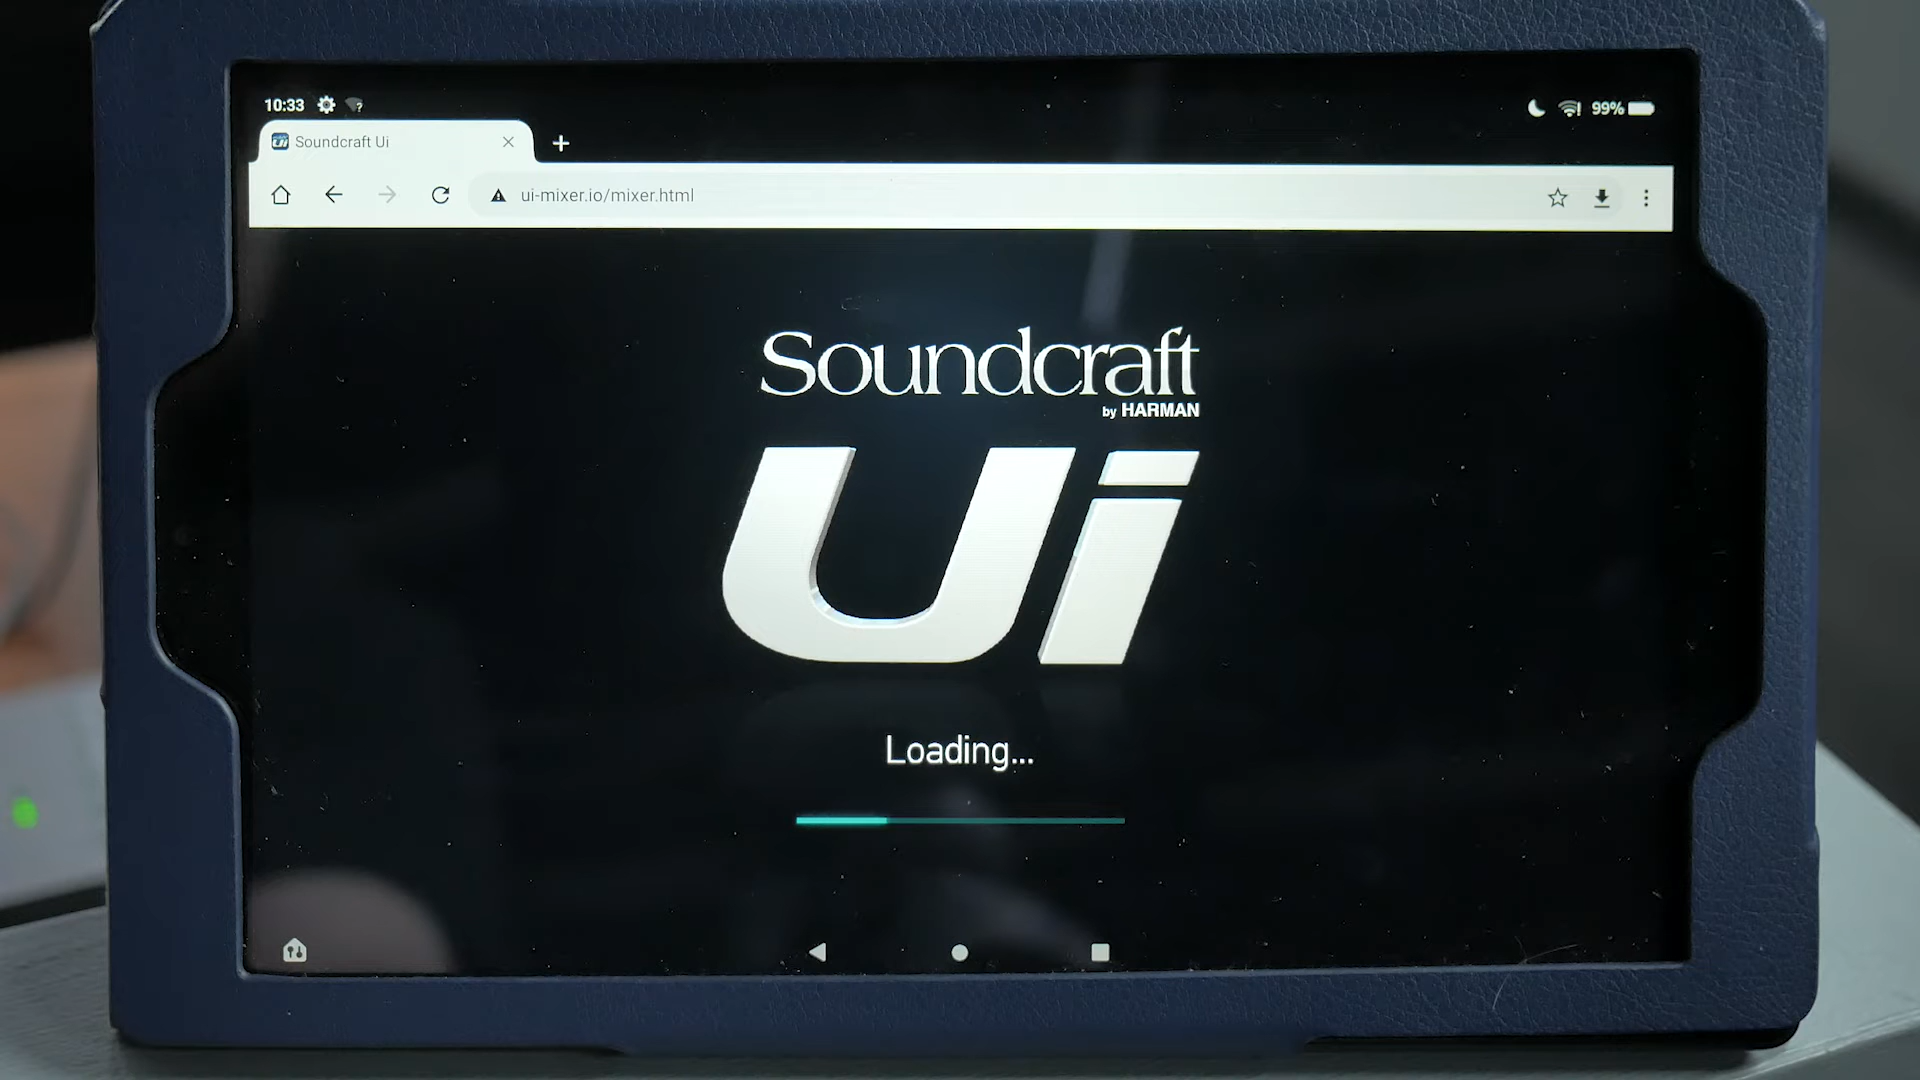 10:33
99%
Soundcraft Ui
ui-mixer.io/mixer.html
Soundcraft
by HARMAN
Ui
Loading...